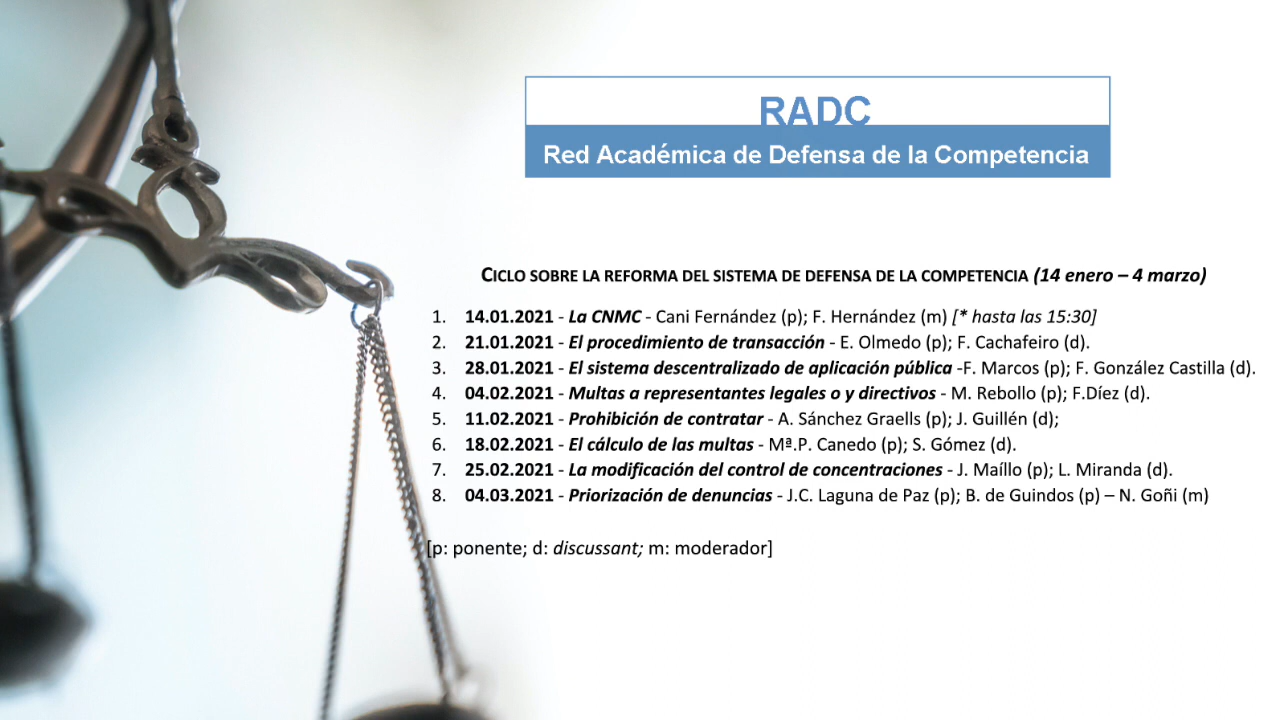 RADC
Red Académica de Defensa de la Competencia
CICLO SOBRE LA REFORMA DEL SISTEMA DE DEFENSA DE LA COMPETENCIA (14 enero – 4 marzo)
1. 14.01.2021 - La CNMC - Cani Fernández (p); F. Hernández (m) [* hasta las 15:30]
2. 21.01.2021 - El procedimiento de transacción - E. Olmedo (p); F. Cachafeiro (d).
3. 28.01.2021 - El sistema descentralizado de aplicación pública -F. Marcos (p); F. González Castilla (d).
4. 04.02.2021 - Multas a representantes legales o y directivos - M. Rebollo (p); F.Díez (d).
5. 11.02.2021 - Prohibición de contratar - A. Sánchez Graells (p); J. Guillén (d);
6. 18.02.2021 - El cálculo de las multas - Mª.P. Canedo (p); S. Gómez (d).
7. 25.02.2021 - La modificación del control de concentraciones - J. Maíllo (p); L. Miranda (d).
8. 04.03.2021 - Priorización de denuncias - J.C. Laguna de Paz (p); B. de Guindos (p) – N. Goñi (m)
[p: ponente; d: discussant; m: moderador]